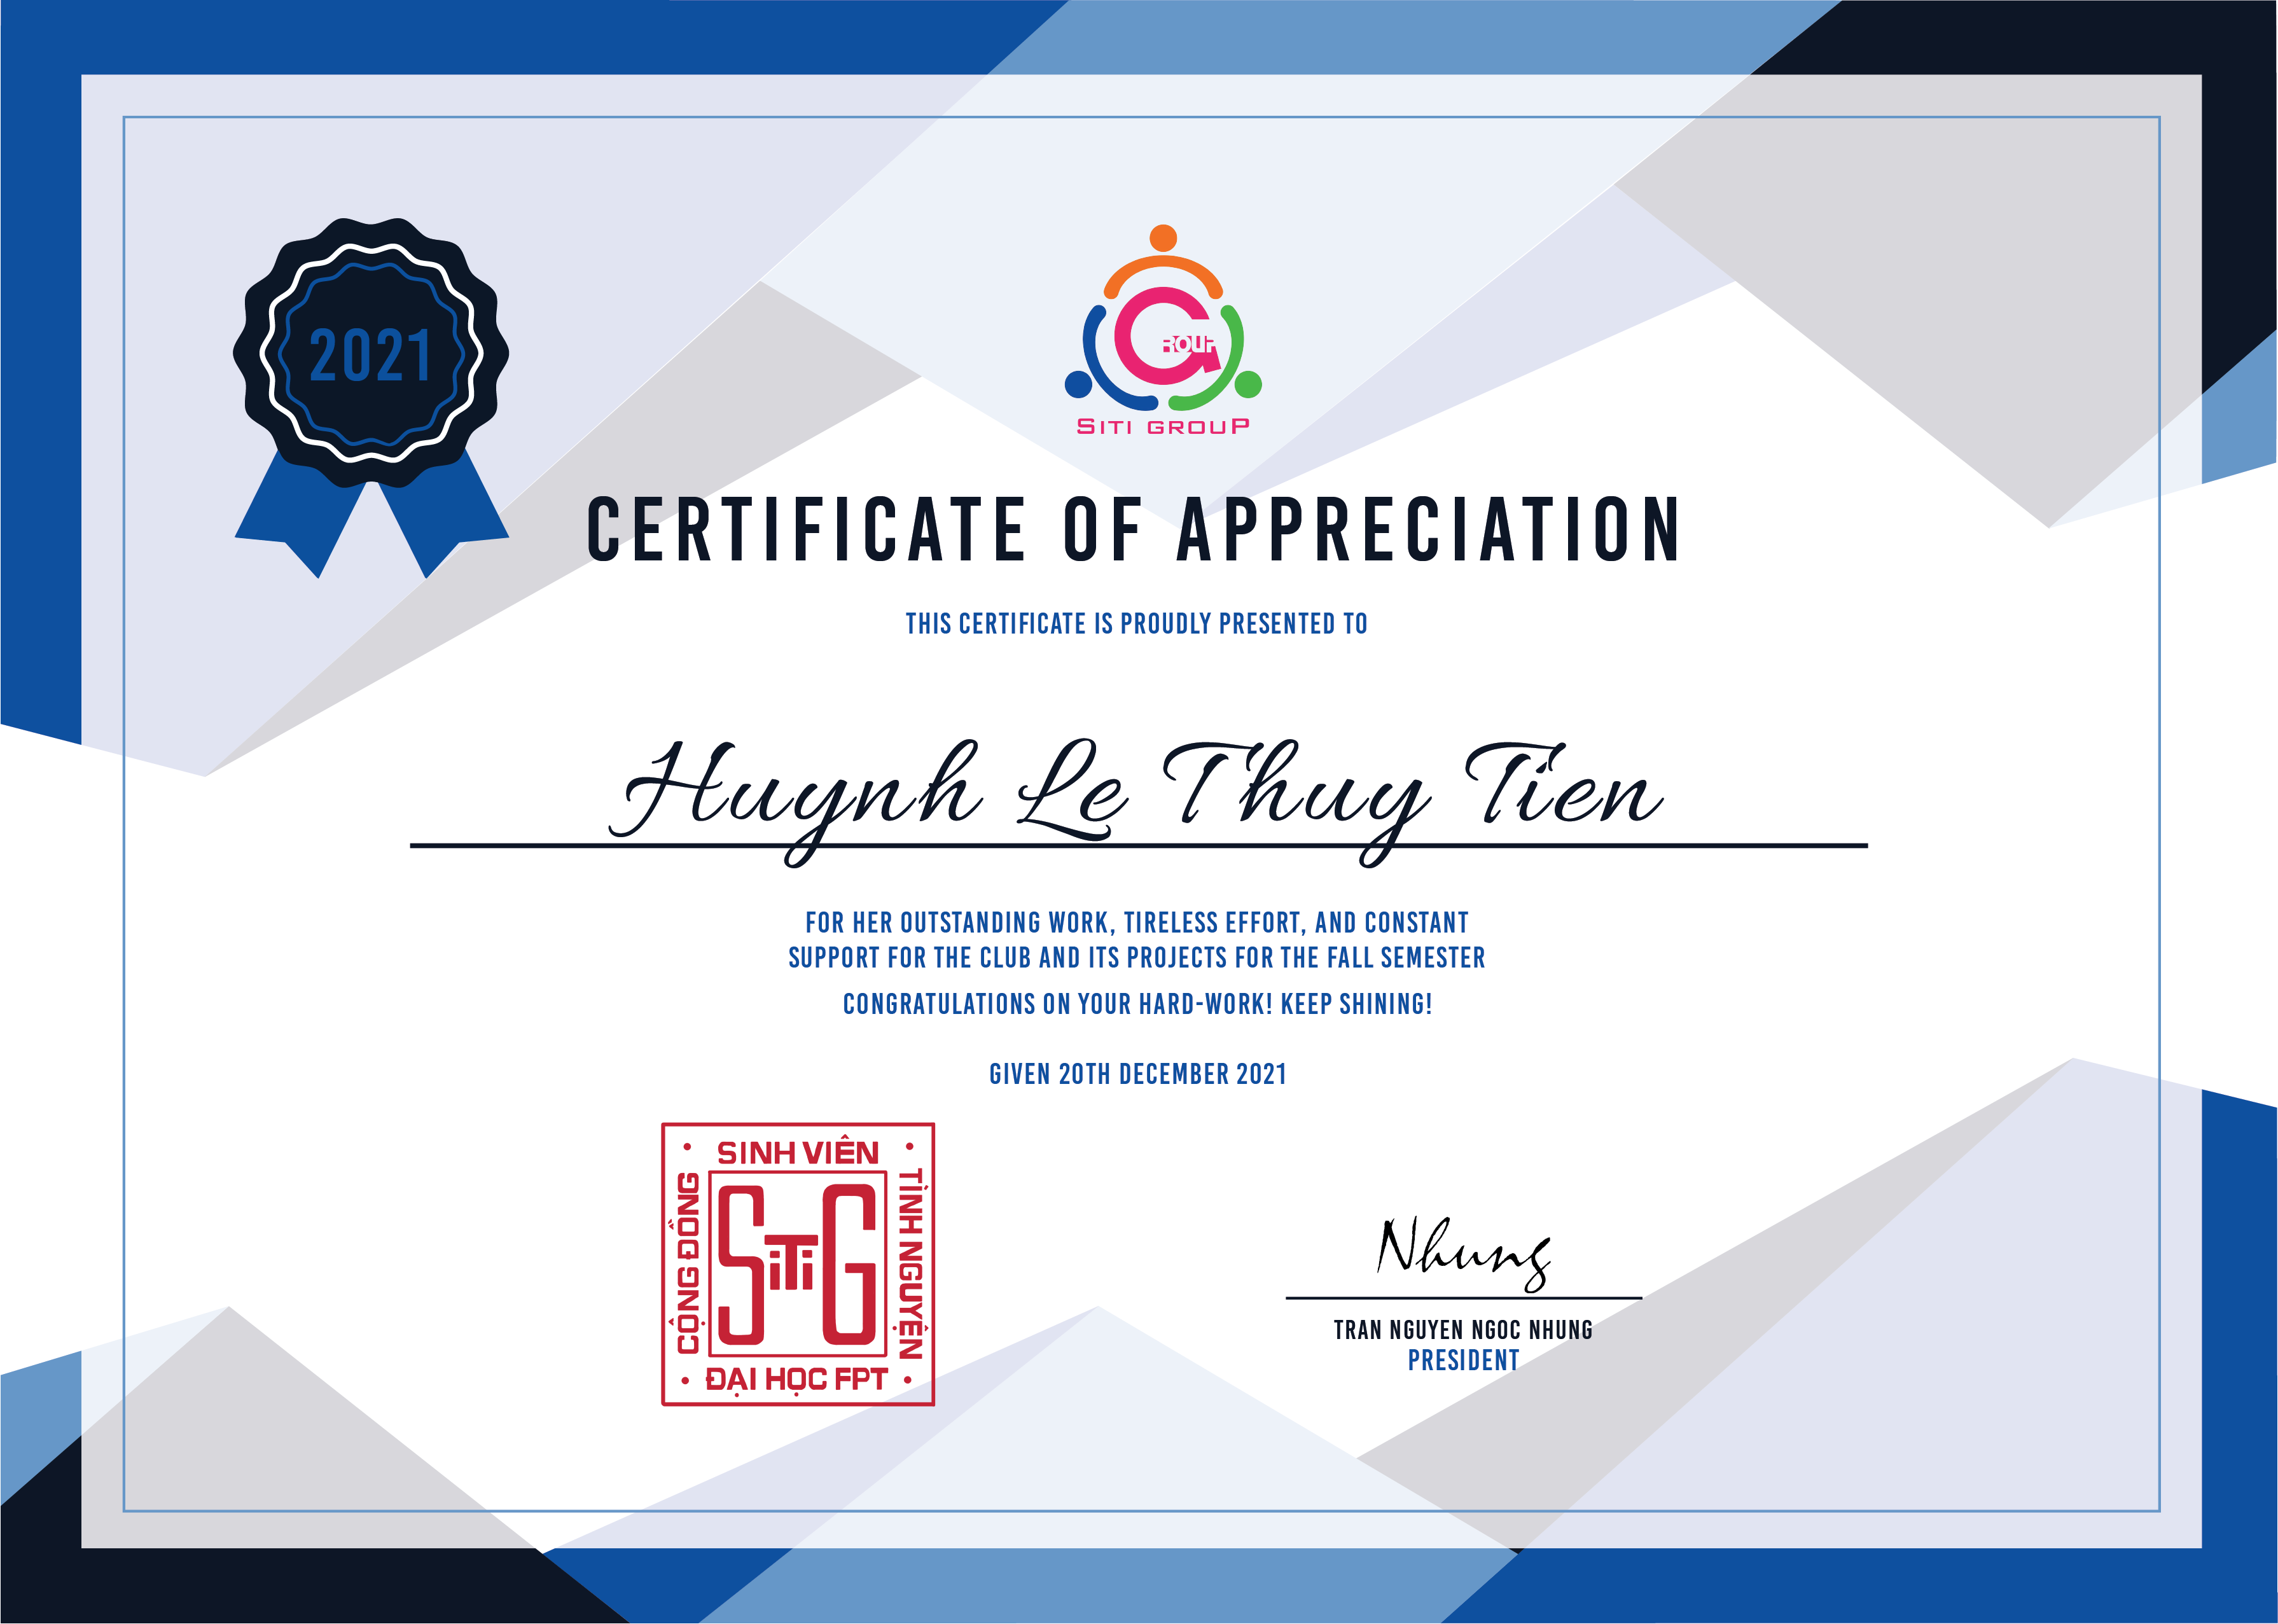 2021
GROUP
SITI GROUP
CERTIFICATE OF APPRECIATION
THIS CERTIFICATE IS PROUDLY PRESENTED TO
Huynh Le Thuy Tien
FOR HER OUTSTANDING WORK, TIRELESS EFFORT, AND CONSTANT
SUPPORT FOR THE CLUB AND ITS PROJECTS FOR THE FALL SEMESTER
CONGRATULATIONS ON YOUR HARD-WORK! KEEP SHINING!
GIVEN 20TH DECEMBER 2021
SINH VIÊN
TÌNH NGUYỆN
CỘNG ĐỒNG
SiTiG
ĐẠI HỌC FPT
Nhung
TRAN NGUYEN NGOC NHUNG
PRESIDENT